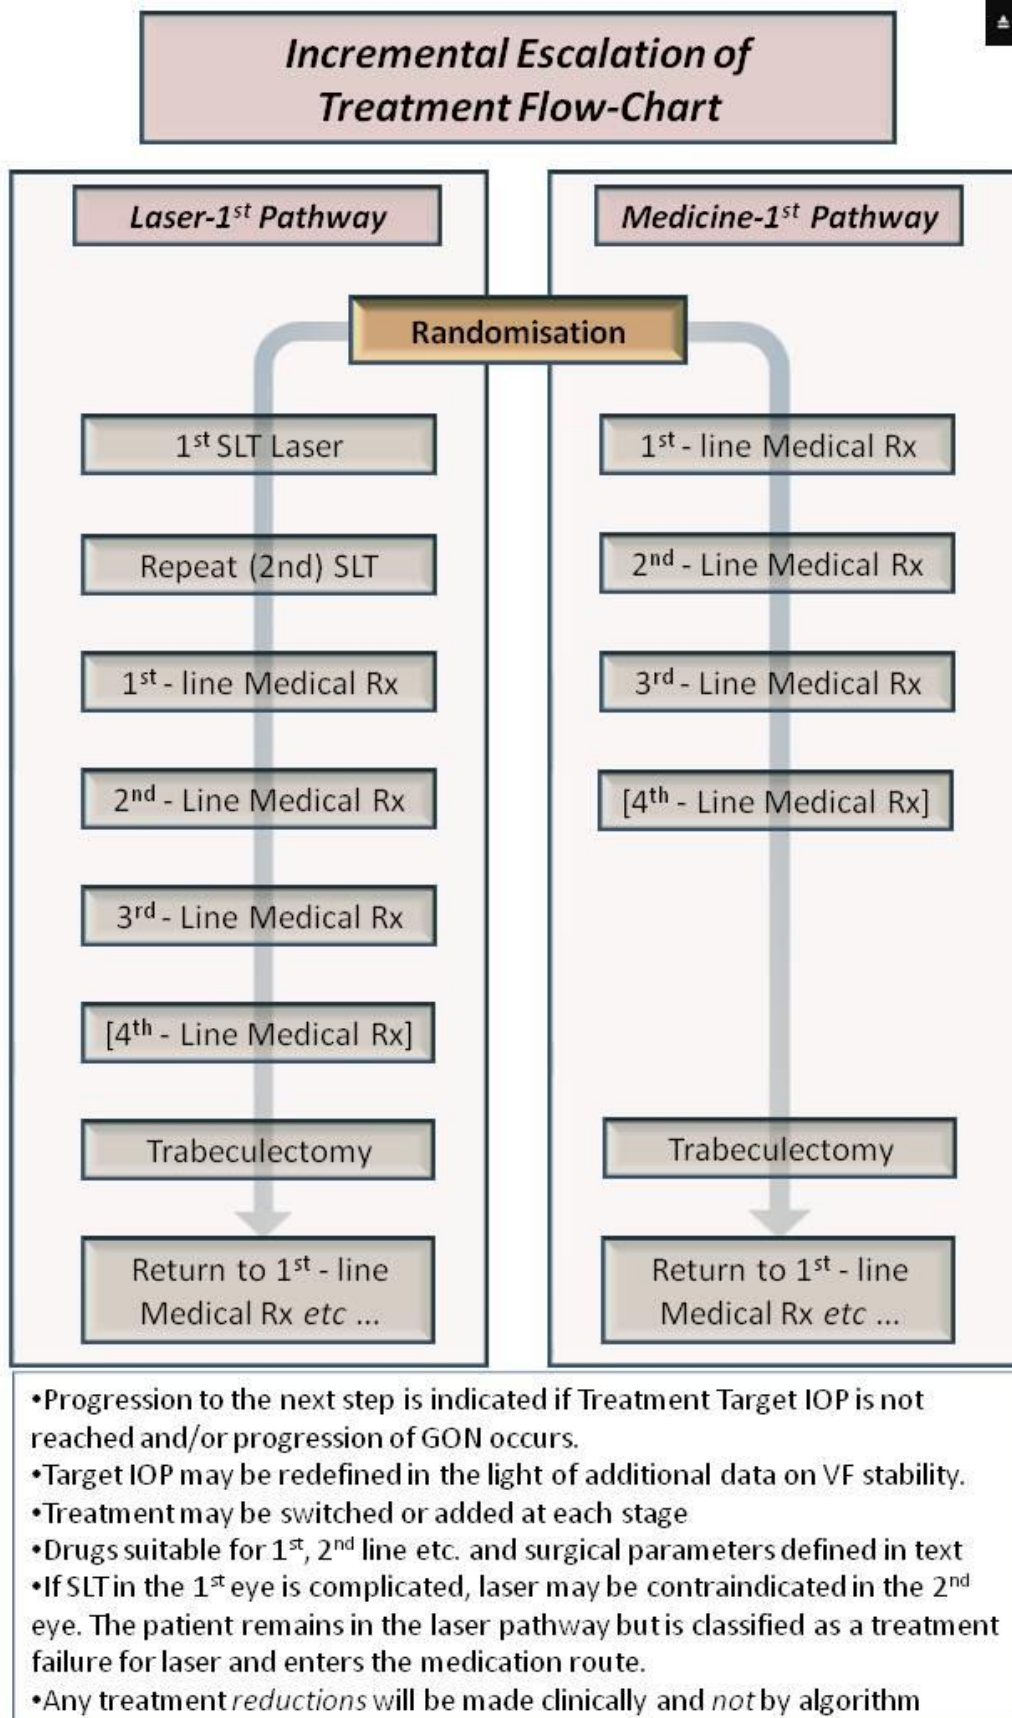 Incremental Escalation of
Treatment Flow-Chart
Laser-1st Pathway
Medicine-1st Pathway
Randomisation
1st SLT Laser
Repeat (2nd) SLT
1st - line Medical Rx
2nd - Line Medical Rx
3rd - Line Medical Rx
[4th - Line Medical Rx]
Trabeculectomy
Return to 1st - line
Medical Rx etc ...
1st - line Medical Rx
2nd - Line Medical Rx
3rd - Line Medical Rx
[4th - Line Medical Rx]
Trabeculectomy
Return to 1st - line
Medical Rx etc ...
•Progression to the next step is indicated if Treatment Target IOP is not
reached and/or progression of GON occurs.
•Target IOP may be redefined in the light of additional data on VF stability.
•Treatment may be switched or added at each stage
•Drugs suitable for 1st, 2nd line etc. and surgical parameters defined in text
•If SLT in the 1st eye is complicated, laser may be contraindicated in the 2nd
eye. The patient remains in the laser pathway but is classified as a treatment
failure for laser and enters the medication route.
•Any treatment reductions will be made clinically and not by algorithm